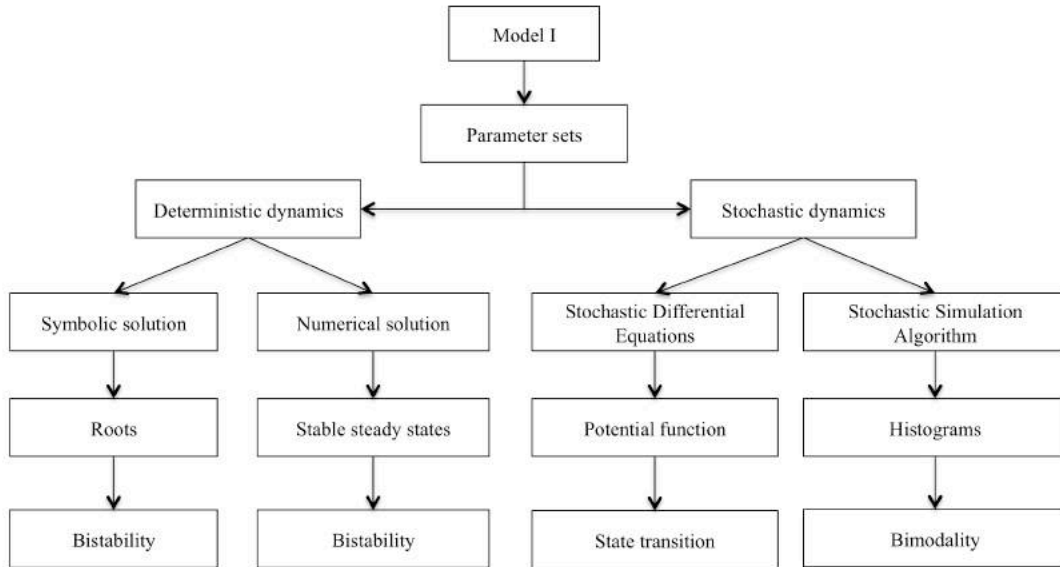 Model I
Parameter sets
Deterministic dynamics
Stochastic dynamics
Symbolic solution
Numerical solution
Stochastic Differential
Equations
Stochastic Simulation
Algorithm
Roots
Stable steady states
Potential function
Histograms
Bistability
Bistability
State transition
Bimodality